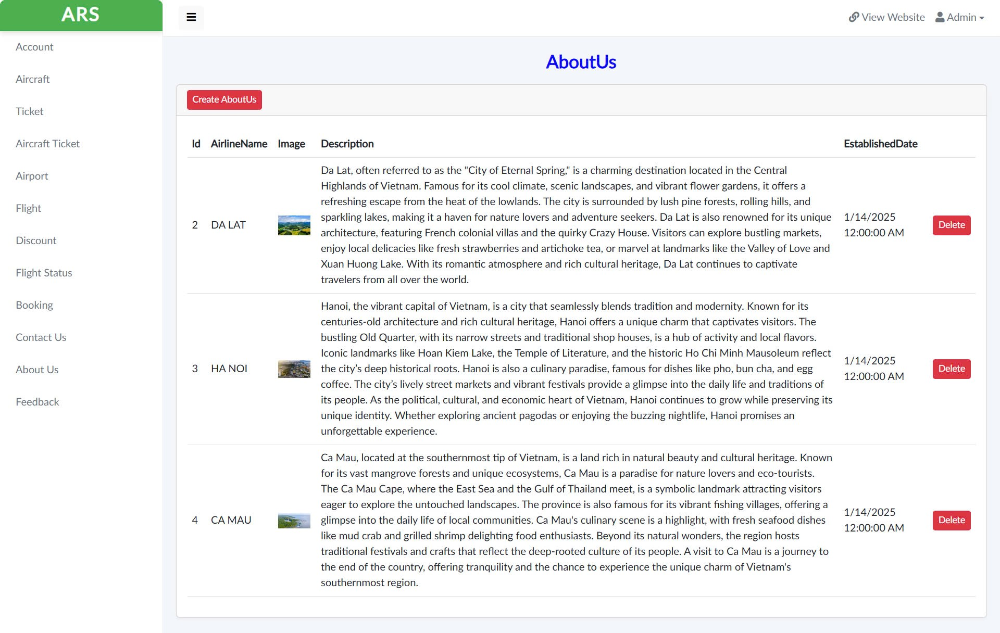 ARS
View Website
Admin
Account
Aircraft
Ticket
Aircraft Ticket
Airport
Flight
Discount
Flight Status
Booking
Contact Us
About Us
Feedback
AboutUs
Create AboutUs
Id AirlineName Image Description EstablishedDate
2 DA LAT
Da Lat, often referred to as the "City of Eternal Spring," is a charming destination located in the Central
Highlands of Vietnam. Famous for its cool climate, scenic landscapes, and vibrant flower gardens, it offers a
refreshing escape from the heat of the lowlands. The city is surrounded by lush pine forests, rolling hills, and
sparkling lakes, making it a haven for nature lovers and adventure seekers. Da Lat is also renowned for its unique
architecture, featuring French colonial villas and the quirky Crazy House. Visitors can explore bustling markets,
enjoy local delicacies like fresh strawberries and artichoke tea, or marvel at landmarks like the Valley of Love and
Xuan Huong Lake. With its romantic atmosphere and rich cultural heritage, Da Lat continues to captivate
travelers from all over the world.
1/14/2025
12:00:00 AM
Delete
3 HA NOI
Hanoi, the vibrant capital of Vietnam, is a city that seamlessly blends tradition and modernity. Known for its
centuries-old architecture and rich cultural heritage, Hanoi offers a unique charm that captivates visitors. The
bustling Old Quarter, with its narrow streets and traditional shop houses, is a hub of activity and local flavors.
Iconic landmarks like Hoan Kiem Lake, the Temple of Literature, and the historic Ho Chi Minh Mausoleum reflect
the city’s deep historical roots. Hanoi is also a culinary paradise, famous for dishes like pho, bun cha, and egg
coffee. The city’s lively street markets and vibrant festivals provide a glimpse into the daily life and traditions of
its people. As the political, cultural, and economic heart of Vietnam, Hanoi continues to grow while preserving its
unique identity. Whether exploring ancient pagodas or enjoying the buzzing nightlife, Hanoi promises an
unforgettable experience.
1/14/2025
12:00:00 AM
Delete
4 CA MAU
Ca Mau, located at the southernmost tip of Vietnam, is a land rich in natural beauty and cultural heritage. Known
for its vast mangrove forests and unique ecosystems, Ca Mau is a paradise for nature lovers and eco-tourists.
The Ca Mau Cape, where the East Sea and the Gulf of Thailand meet, is a symbolic landmark attracting visitors
eager to explore the untouched landscapes. The province is also famous for its vibrant fishing villages, offering a
glimpse into the daily life of local communities. Ca Mau's culinary scene is a highlight, with fresh seafood dishes
like mud crab and grilled shrimp delighting food enthusiasts. Beyond its natural wonders, the region hosts
traditional festivals and crafts that reflect the deep-rooted culture of its people. A visit to Ca Mau is a journey to
the end of the country, offering tranquility and the chance to experience the unique charm of Vietnam's
southernmost region.
1/14/2025
12:00:00 AM
Delete